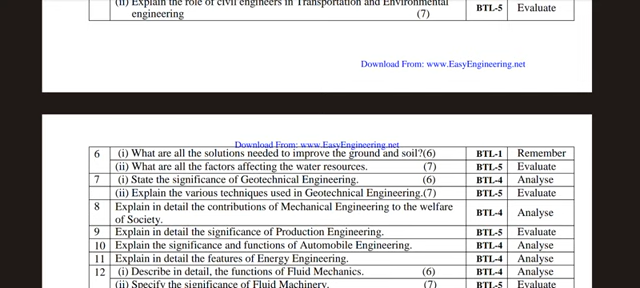 (ii) Explain the role of civil engineers in Transportation and Environmental
engineering (7) BTL-5 Evaluate
Download From: www.EasyEngineering.net
Download From: www.EasyEngineering.net
6 (i) What are all the solutions needed to improve the ground and soil?(6) BTL-1 Remember
(ii) What are all the factors affecting the water resources. (7) BTL-5 Evaluate
7 (i) State the significance of Geotechnical Engineering. (6) BTL-4 Analyse
(ii) Explain the various techniques used in Geotechnical Engineering.(7) BTL-5 Evaluate
8 Explain in detail the contributions of Mechanical Engineering to the welfare
of Society. BTL-4 Analyse
9 Explain in detail the significance of Production Engineering. BTL-5 Evaluate
10 Explain the significance and functions of Automobile Engineering. BTL-4 Analyse
11 Explain in detail the features of Energy Engineering. BTL-4 Analyse
12 (i) Describe in detail, the functions of Fluid Mechanics. (6) BTL-4 Analyse
(ii) Specify the significance of Fluid Machinery. (7) BTL-5 Evaluate